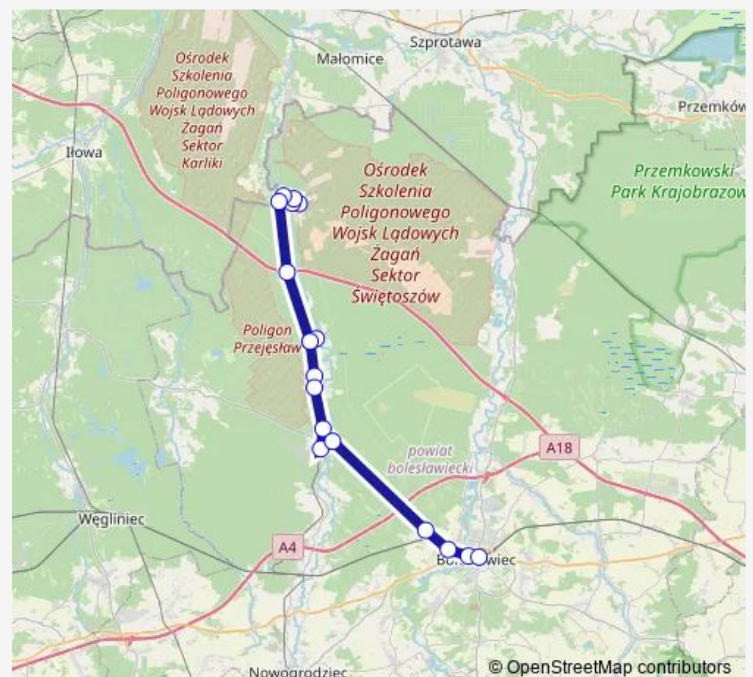 Szprotawa
Małomice
Ośrodek
Szkolenia
Poligonowego
Wojsk Lądowych
Żagań
Sektor
Karliki
Przemków
Iłowa
Ośrodek
Szkolenia
Poligonowego
Wojsk Lądowych
Żagań
Sektor
Świętoszów
Przemkowski
Park Krajobrazow
Poligon
Przejęsław
powiat
bolesławiecki
A18
Węgliniec
A4
Nowogrodziec
© OpenStreetMap contributors